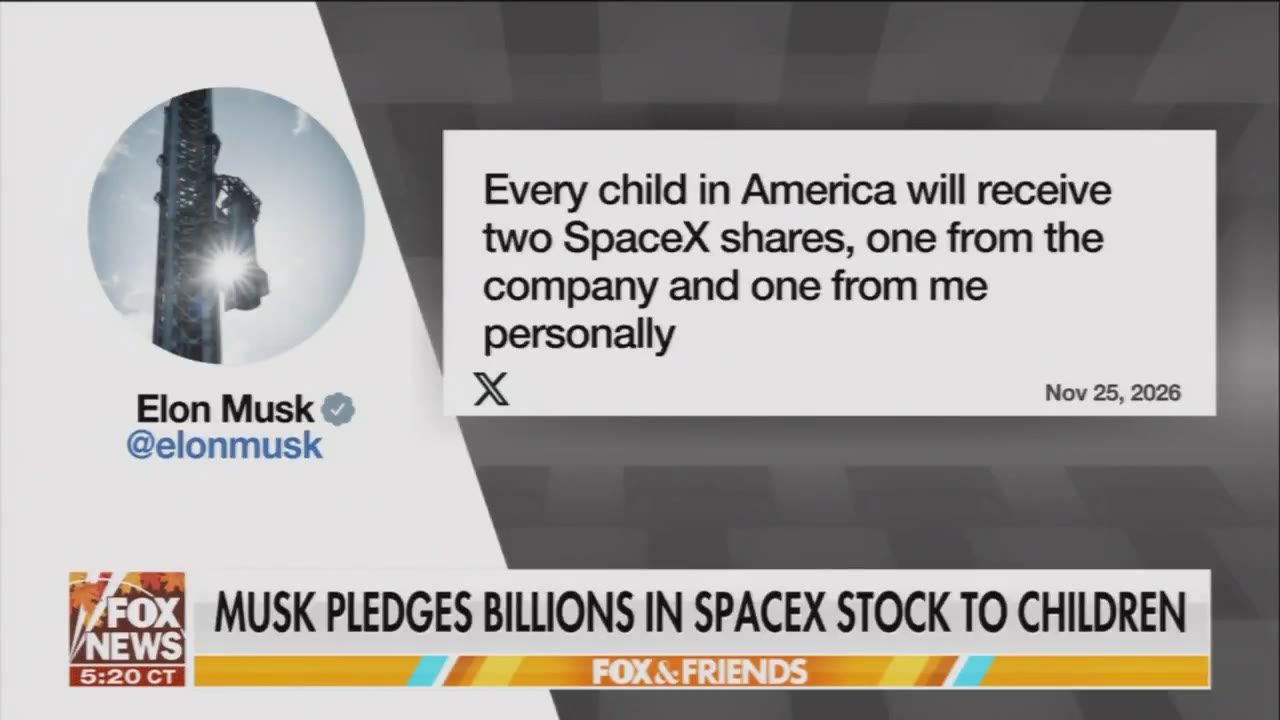 Every child in America will receive
two SpaceX shares, one from the
company and one from me
personally
X
Nov 25, 2026
Elon Musk
@elonmusk
FOX
NEWS
5:20 CT
MUSK PLEDGES BILLIONS IN SPACEX STOCK TO CHILDREN
FOX&FRIENDS